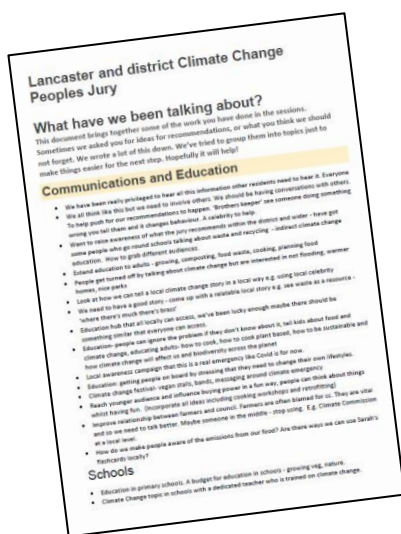 Lancaster and district Climate Change
Peoples Jury
What have we been talking about?
This document brings together some of the work you have done in the sessions.
Sometimes we asked you for ideas for recommendations, or what you think we should
not forget. We wrote a lot of this down. We've tried to group them into topics just to
make things easier for the next step. Hopefully it will help!
Communications and Education
• We have been really privileged to hear all this information other residents need to hear it. Everyone
• We all think like this but we need to involve others. We should be having conversations with others.
To help push for our recommendations to happen. 'Brothers keeper' see someone doing something
wrong you tell them and it changes behaviour. A celebrity to help.
• Want to raise awareness of what the jury recommends within the district and wider - have got
some people who go round schools talking about waste and recycling - indirect climate change
education. How to grab different audiences.
• Extend education to adults - growing, composting, food waste, cooking, planning food
• People get turned off by talking about climate change but are interested in not flooding, warmer
homes, nice parks
• Look at how we can tell a local climate change story in a local way e.g. using local celebrity
• We need to have a good story - come up with a relatable local story e.g. see waste as a resource -
'where there's much there's brass'
• Education hub that all locally can access, we've been lucky enough maybe there should be
something similar that everyone can access.
• Education- people can ignore the problem if they don't know about it, tell kids about food and
climate change, educating adults- how to cook, how to cook plant based, how to be sustainable and
how climate change will affect us and biodiversity across the planet
• Local awareness campaign that this is a real emergency like Covid is for now.
• Education: getting people on board by stressing that they need to change their own lifestyles.
• Climate change festival- vegan stalls, bands, messaging around climate emergency
• Reach younger audience and influence buying power in a fun way, people can think about things
whilst having fun. (Incorporate all ideas including cooking workshops and retrofitting)
• Improve relationship between farmers and council. Farmers are often blamed for cc. They are vital
and so we need to talk better. Maybe someone in the middle - stop using. E.g. Climate Commission
at a local level.
• How do we make people aware of the emissions from our food? Are there ways we can use Sarah's
flashcards locally?
Schools
• Education in primary schools. A budget for education in schools - growing veg, nature.
• Climate Change topic in schools with a dedicated teacher who is trained on climate change.